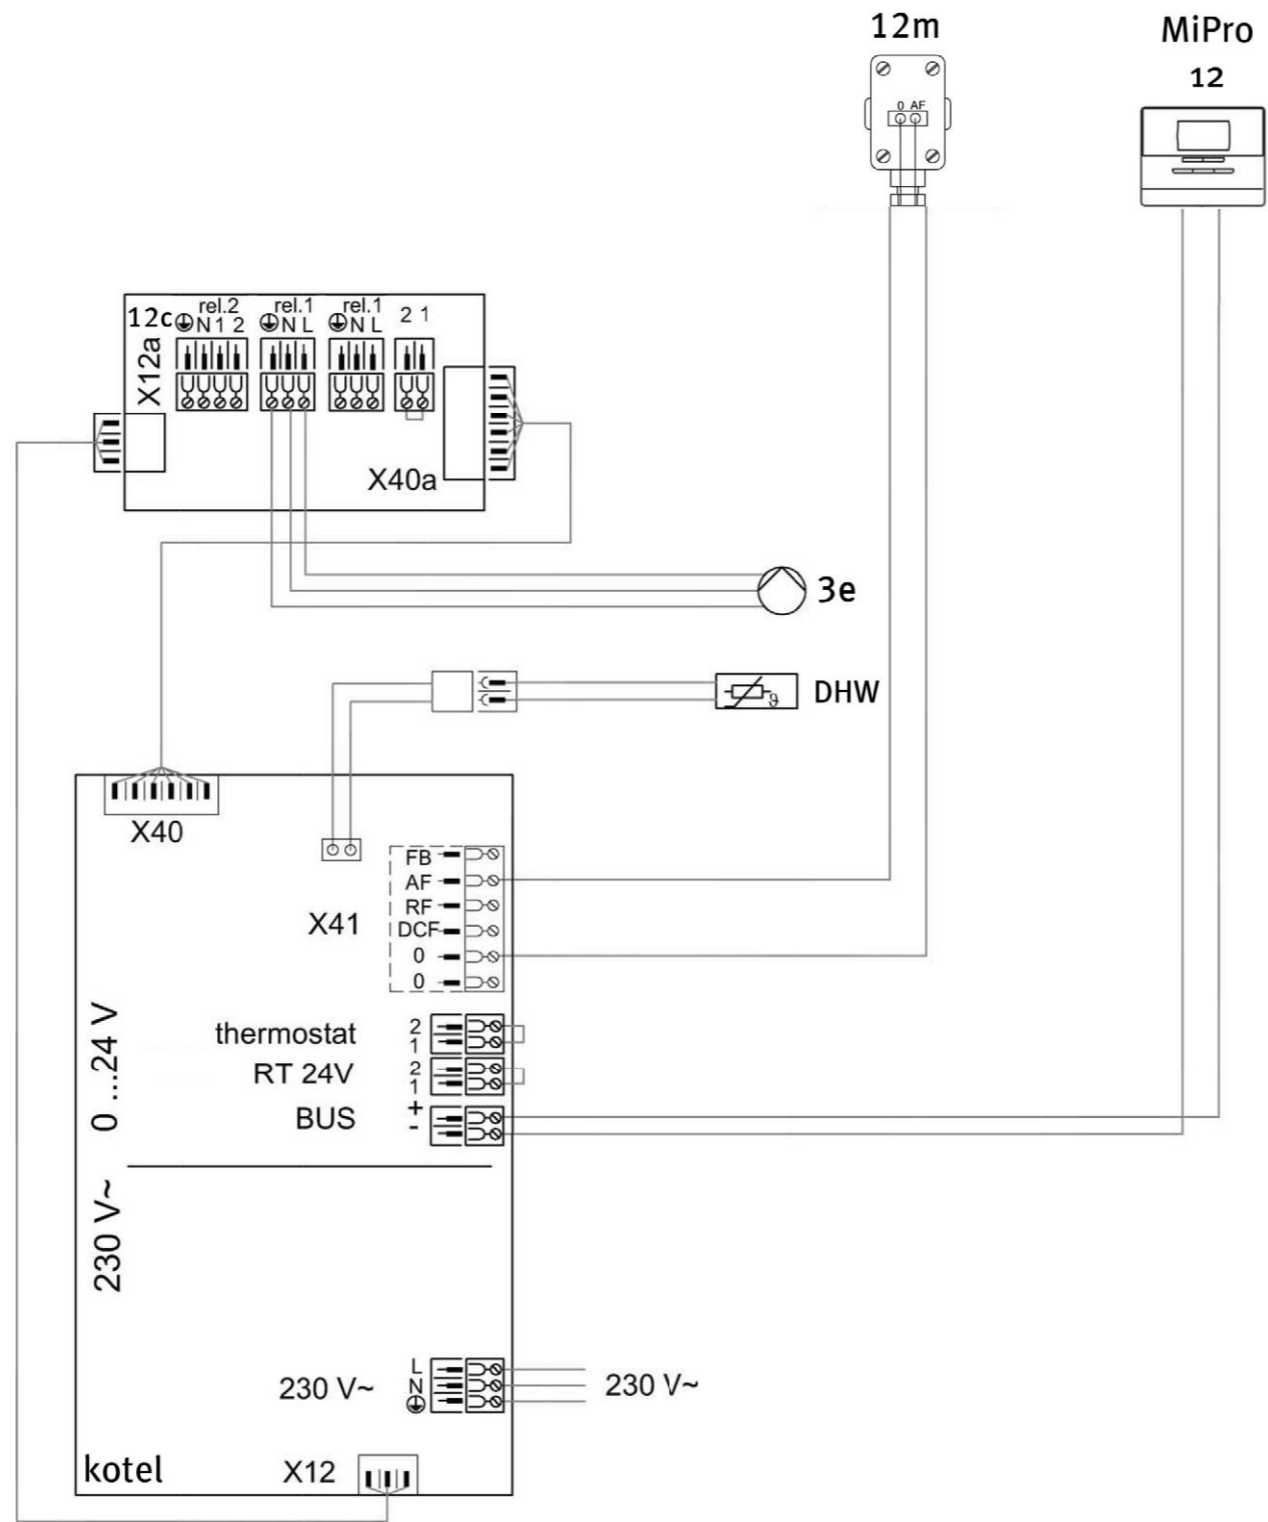 12m
MiPro
12
0 AF
12c
rel.2
rel.1
rel.1
N 1 2
N L
N L
2 1
X12a
X40a
3e
DHW
ϑ
X40
FB
AF
RF
DCF
0
0
X41
0 ...24 V
thermostat
2
1
RT 24V
2
1
BUS
+
-
230 V~
L
N
230 V~
230 V~
kotel
X12